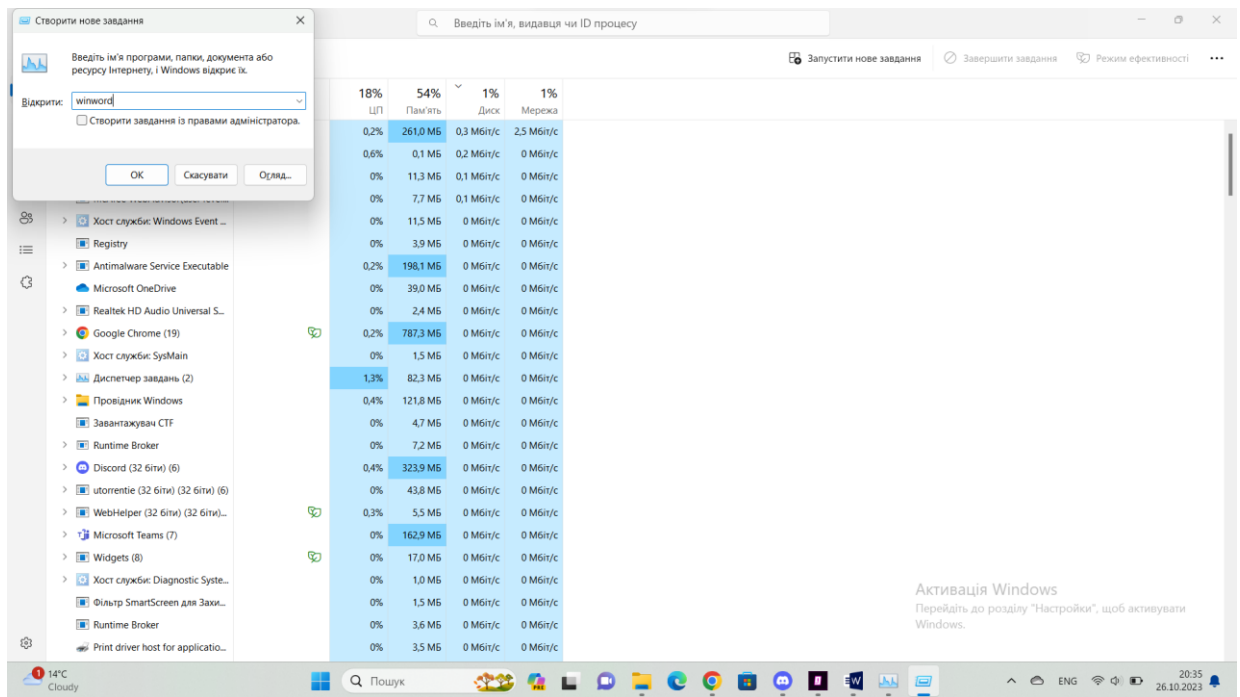 Створити нове завдання
Введіть ім'я програми, папки, документа або
ресурсу Інтернету, і Windows відкриє їх.
Відкрити: winword
Створити завдання із правами адміністратора.
ОК Скасувати Огляд...
Введіть ім'я, видавця чи ID процесу
Запустити нове завдання Завершити завдання Режим ефективності
18% 54% 1% 1%
ЦП Пам'ять Диск Мережа
0,2% 261,0 МБ 0,3 Мбіт/с 2,5 Мбіт/с
0,6% 0,1 МБ 0,2 Мбіт/с 0 Мбіт/с
0% 11,3 МБ 0,1 Мбіт/с 0 Мбіт/с
0% 7,7 МБ 0,1 Мбіт/с 0 Мбіт/с
Хост служби: Windows Event ... 0% 11,5 МБ 0 Мбіт/с 0 Мбіт/с
Registry 0% 3,9 МБ 0 Мбіт/с 0 Мбіт/с
Antimalware Service Executable 0,2% 198,1 МБ 0 Мбіт/с 0 Мбіт/с
Microsoft OneDrive 0% 39,0 МБ 0 Мбіт/с 0 Мбіт/с
Realtek HD Audio Universal S... 0% 2,4 МБ 0 Мбіт/с 0 Мбіт/с
Google Chrome (19) 0,2% 787,3 МБ 0 Мбіт/с 0 Мбіт/с
Хост служби: SysMain 0% 1,5 МБ 0 Мбіт/с 0 Мбіт/с
Диспетчер завдань (2) 1,3% 82,3 МБ 0 Мбіт/с 0 Мбіт/с
Провідник Windows 0,4% 121,8 МБ 0 Мбіт/с 0 Мбіт/с
Завантажувач CTF 0% 4,7 МБ 0 Мбіт/с 0 Мбіт/с
Runtime Broker 0% 7,2 МБ 0 Мбіт/с 0 Мбіт/с
Discord (32 біти) (6) 0,4% 323,9 МБ 0 Мбіт/с 0 Мбіт/с
utorrentie (32 біти) (32 біти) (6) 0% 43,8 МБ 0 Мбіт/с 0 Мбіт/с
WebHelper (32 біти) (32 біти)... 0,3% 5,5 МБ 0 Мбіт/с 0 Мбіт/с
Microsoft Teams (7) 0% 162,9 МБ 0 Мбіт/с 0 Мбіт/с
Widgets (8) 0% 17,0 МБ 0 Мбіт/с 0 Мбіт/с
Хост служби: Diagnostic Syste... 0% 1,0 МБ 0 Мбіт/с 0 Мбіт/с
Фільтр SmartScreen для Захи... 0% 1,5 МБ 0 Мбіт/с 0 Мбіт/с
Runtime Broker 0% 3,6 МБ 0 Мбіт/с 0 Мбіт/с
Print driver host for applicatio... 0% 3,5 МБ 0 Мбіт/с 0 Мбіт/с
Активація Windows
Перейдіть до розділу "Настройки", щоб активувати
Windows.
1 14°C
Cloudy
Пошук
PRE
ENG
20:35
26.10.2023